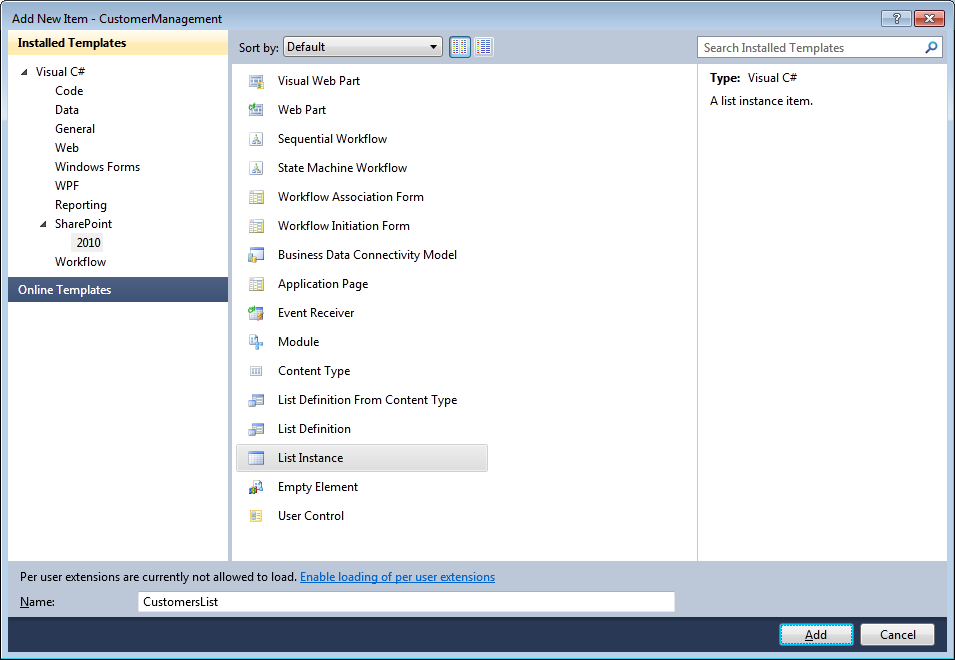 Add New Item - CustomerManagement
?
Installed Templates
Sort by: Default
Search Installed Templates
Visual C#
Code
Data
General
Web
Windows Forms
WPF
Reporting
SharePoint
2010
Workflow
Online Templates
Visual Web Part
Web Part
Sequential Workflow
State Machine Workflow
Workflow Association Form
Workflow Initiation Form
Business Data Connectivity Model
Application Page
Event Receiver
Module
Content Type
List Definition From Content Type
List Definition
List Instance
Empty Element
User Control
Type: Visual C#
A list instance item.
Per user extensions are currently not allowed to load. Enable loading of per user extensions
Name: CustomersList
Add Cancel